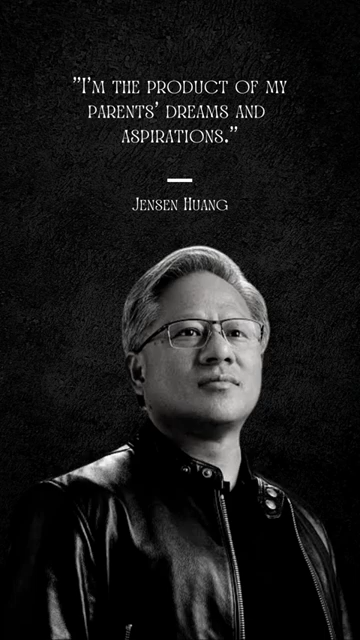 "I'm the product of my
parents' dreams and
aspirations."
Jensen Huang